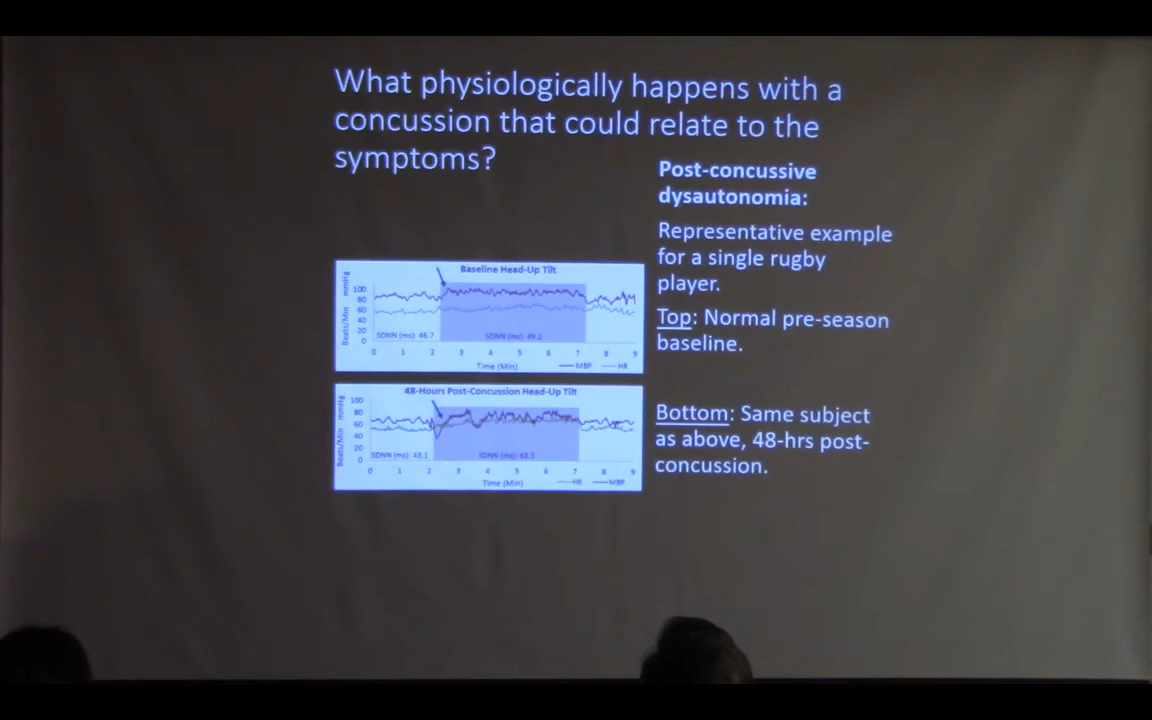 What physiologically happens with a
concussion that could relate to the
symptoms?
Post-concussive
dysautonomia:
Representative example
for a single rugby
player.
Top: Normal pre-season
baseline.
Baseline Head-Up Tilt
Beats/Min mmHg
100
80
60
40
20
0
SDNN (ms): 46.7
SDNN (ms): 49.2
0 1 2 3 4 5 6 7 8 9
Time (Min)
MBP HR
Bottom: Same subject
as above, 48-hrs post-
concussion.
48-Hours Post-Concussion Head-Up Tilt
Beats/Min mmHg
100
80
60
40
20
0
SDNN (ms): 43.1
SDNN (ms): 63.5
0 1 2 3 4 5 6 7 8 9
Time (Min)
HR MBP